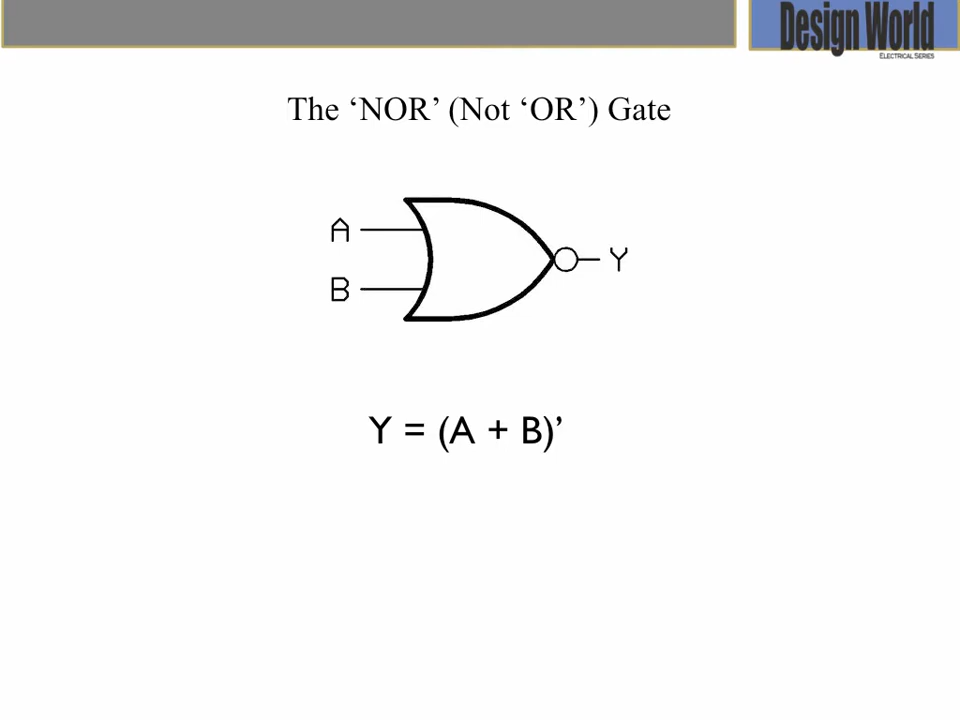 Design World
ELECTRICAL SERIES
The ‘NOR’ (Not ‘OR’) Gate
A
B
Y
Y = (A + B)’